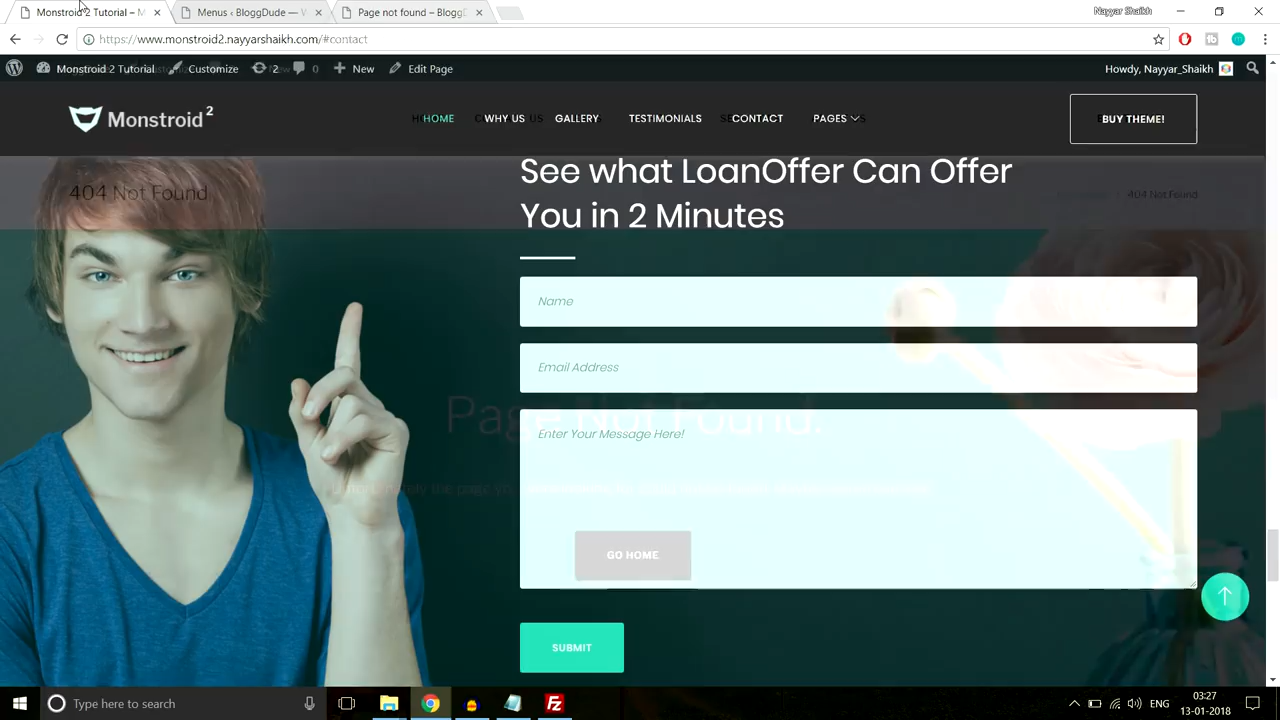 Monstroid 2 Tutorial – M
Menus ‹ BloggDude — W
Page not found – BloggD
Nayyar Shaikh
https://www.monstroid2.nayyarshaikh.com/#contact
Monstroid 2 Tutorial
Customize
2
0
New
Edit Page
Howdy, Nayyar_Shaikh
Monstroid 2
HOME
WHY US
GALLERY
TESTIMONIALS
CONTACT
PAGES
BUY THEME!
See what LoanOffer Can Offer
You in 2 Minutes
404 Not Found
404 Not Found
Name
Email Address
Page Not Found.
Enter Your Message Here!
GO HOME
SUBMIT
Type here to search
ENG
03:27
13-01-2018